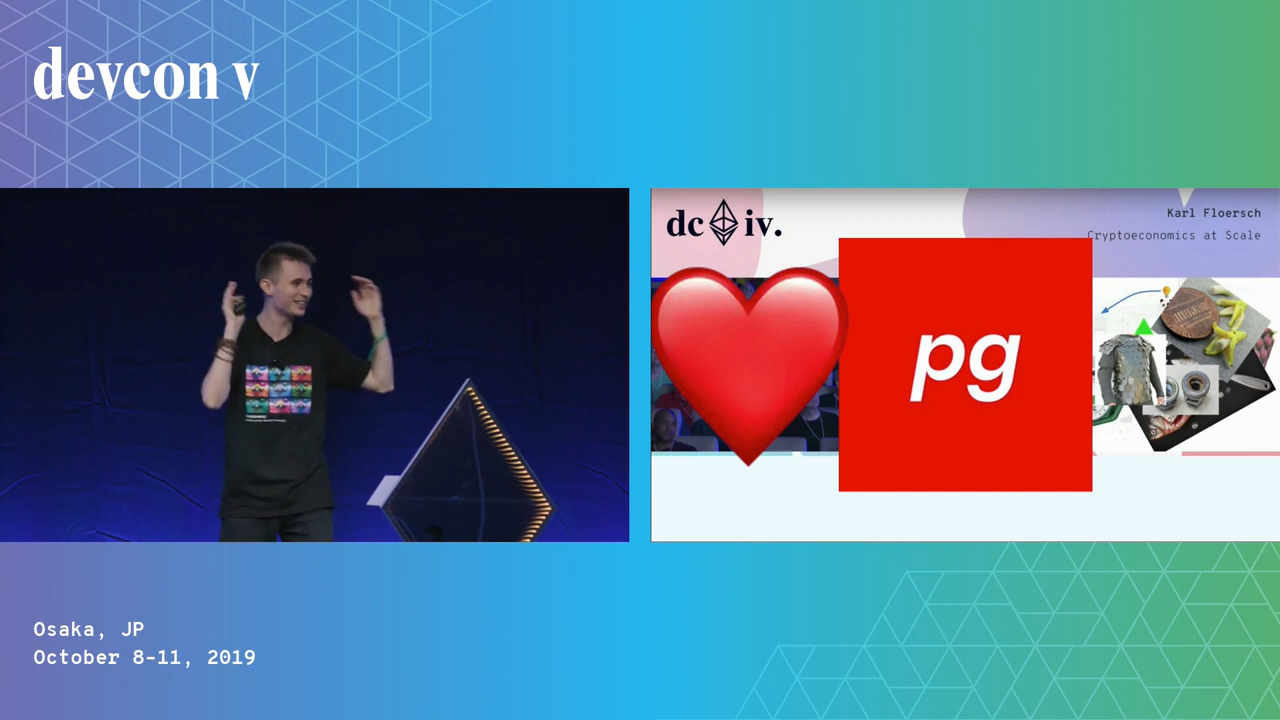 devcon v
dc iv.
Karl Floersch
Cryptoeconomics at Scale
pg
Osaka, JP
October 8-11, 2019